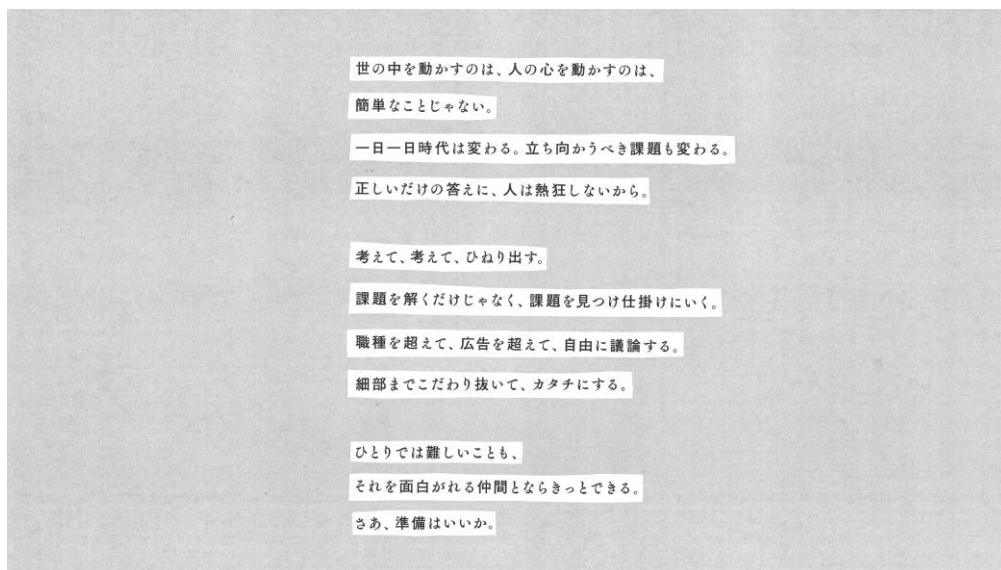 世の中を動かすのは、人の心を動かすのは、
簡単なことじゃない。
一日一日時代は変わる。立ち向かうべき課題も変わる。
正しいだけの答えに、人は熱狂しないから。
考えて、考えて、ひねり出す。
課題を解くだけじゃなく、課題を見つけ仕掛けにいく。
職種を超えて、広告を超えて、自由に議論する。
細部までこだわり抜いて、カタチにする。
ひとりでは難しいことも、
それを面白がれる仲間とならきっとできる。
さあ、準備はいいか。